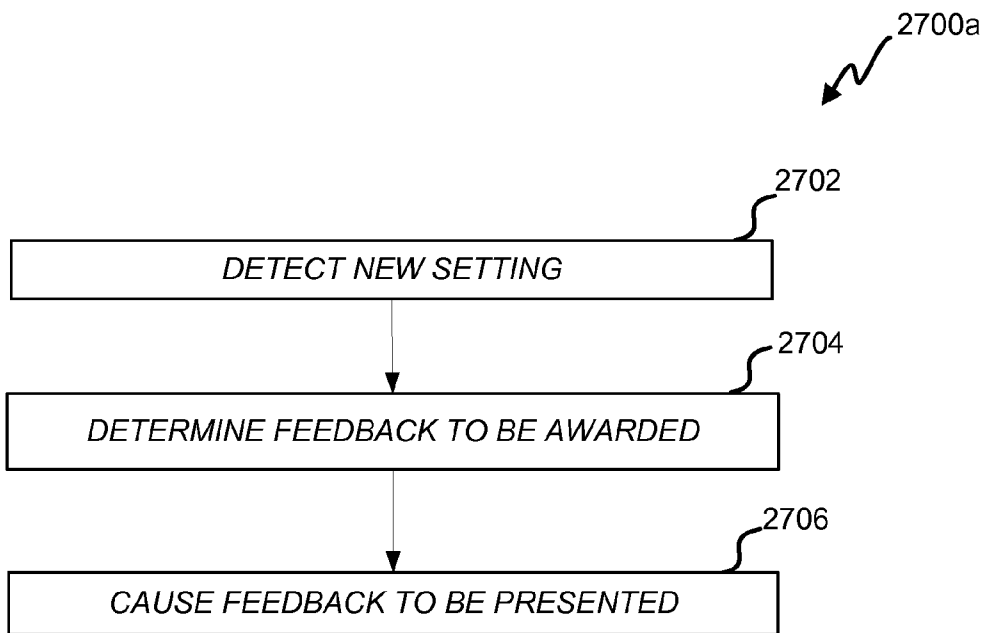 2700a
2702
DETECT NEW SETTING
2704
DETERMINE FEEDBACK TO BE AWARDED
2706
CAUSE FEEDBACK TO BE PRESENTED